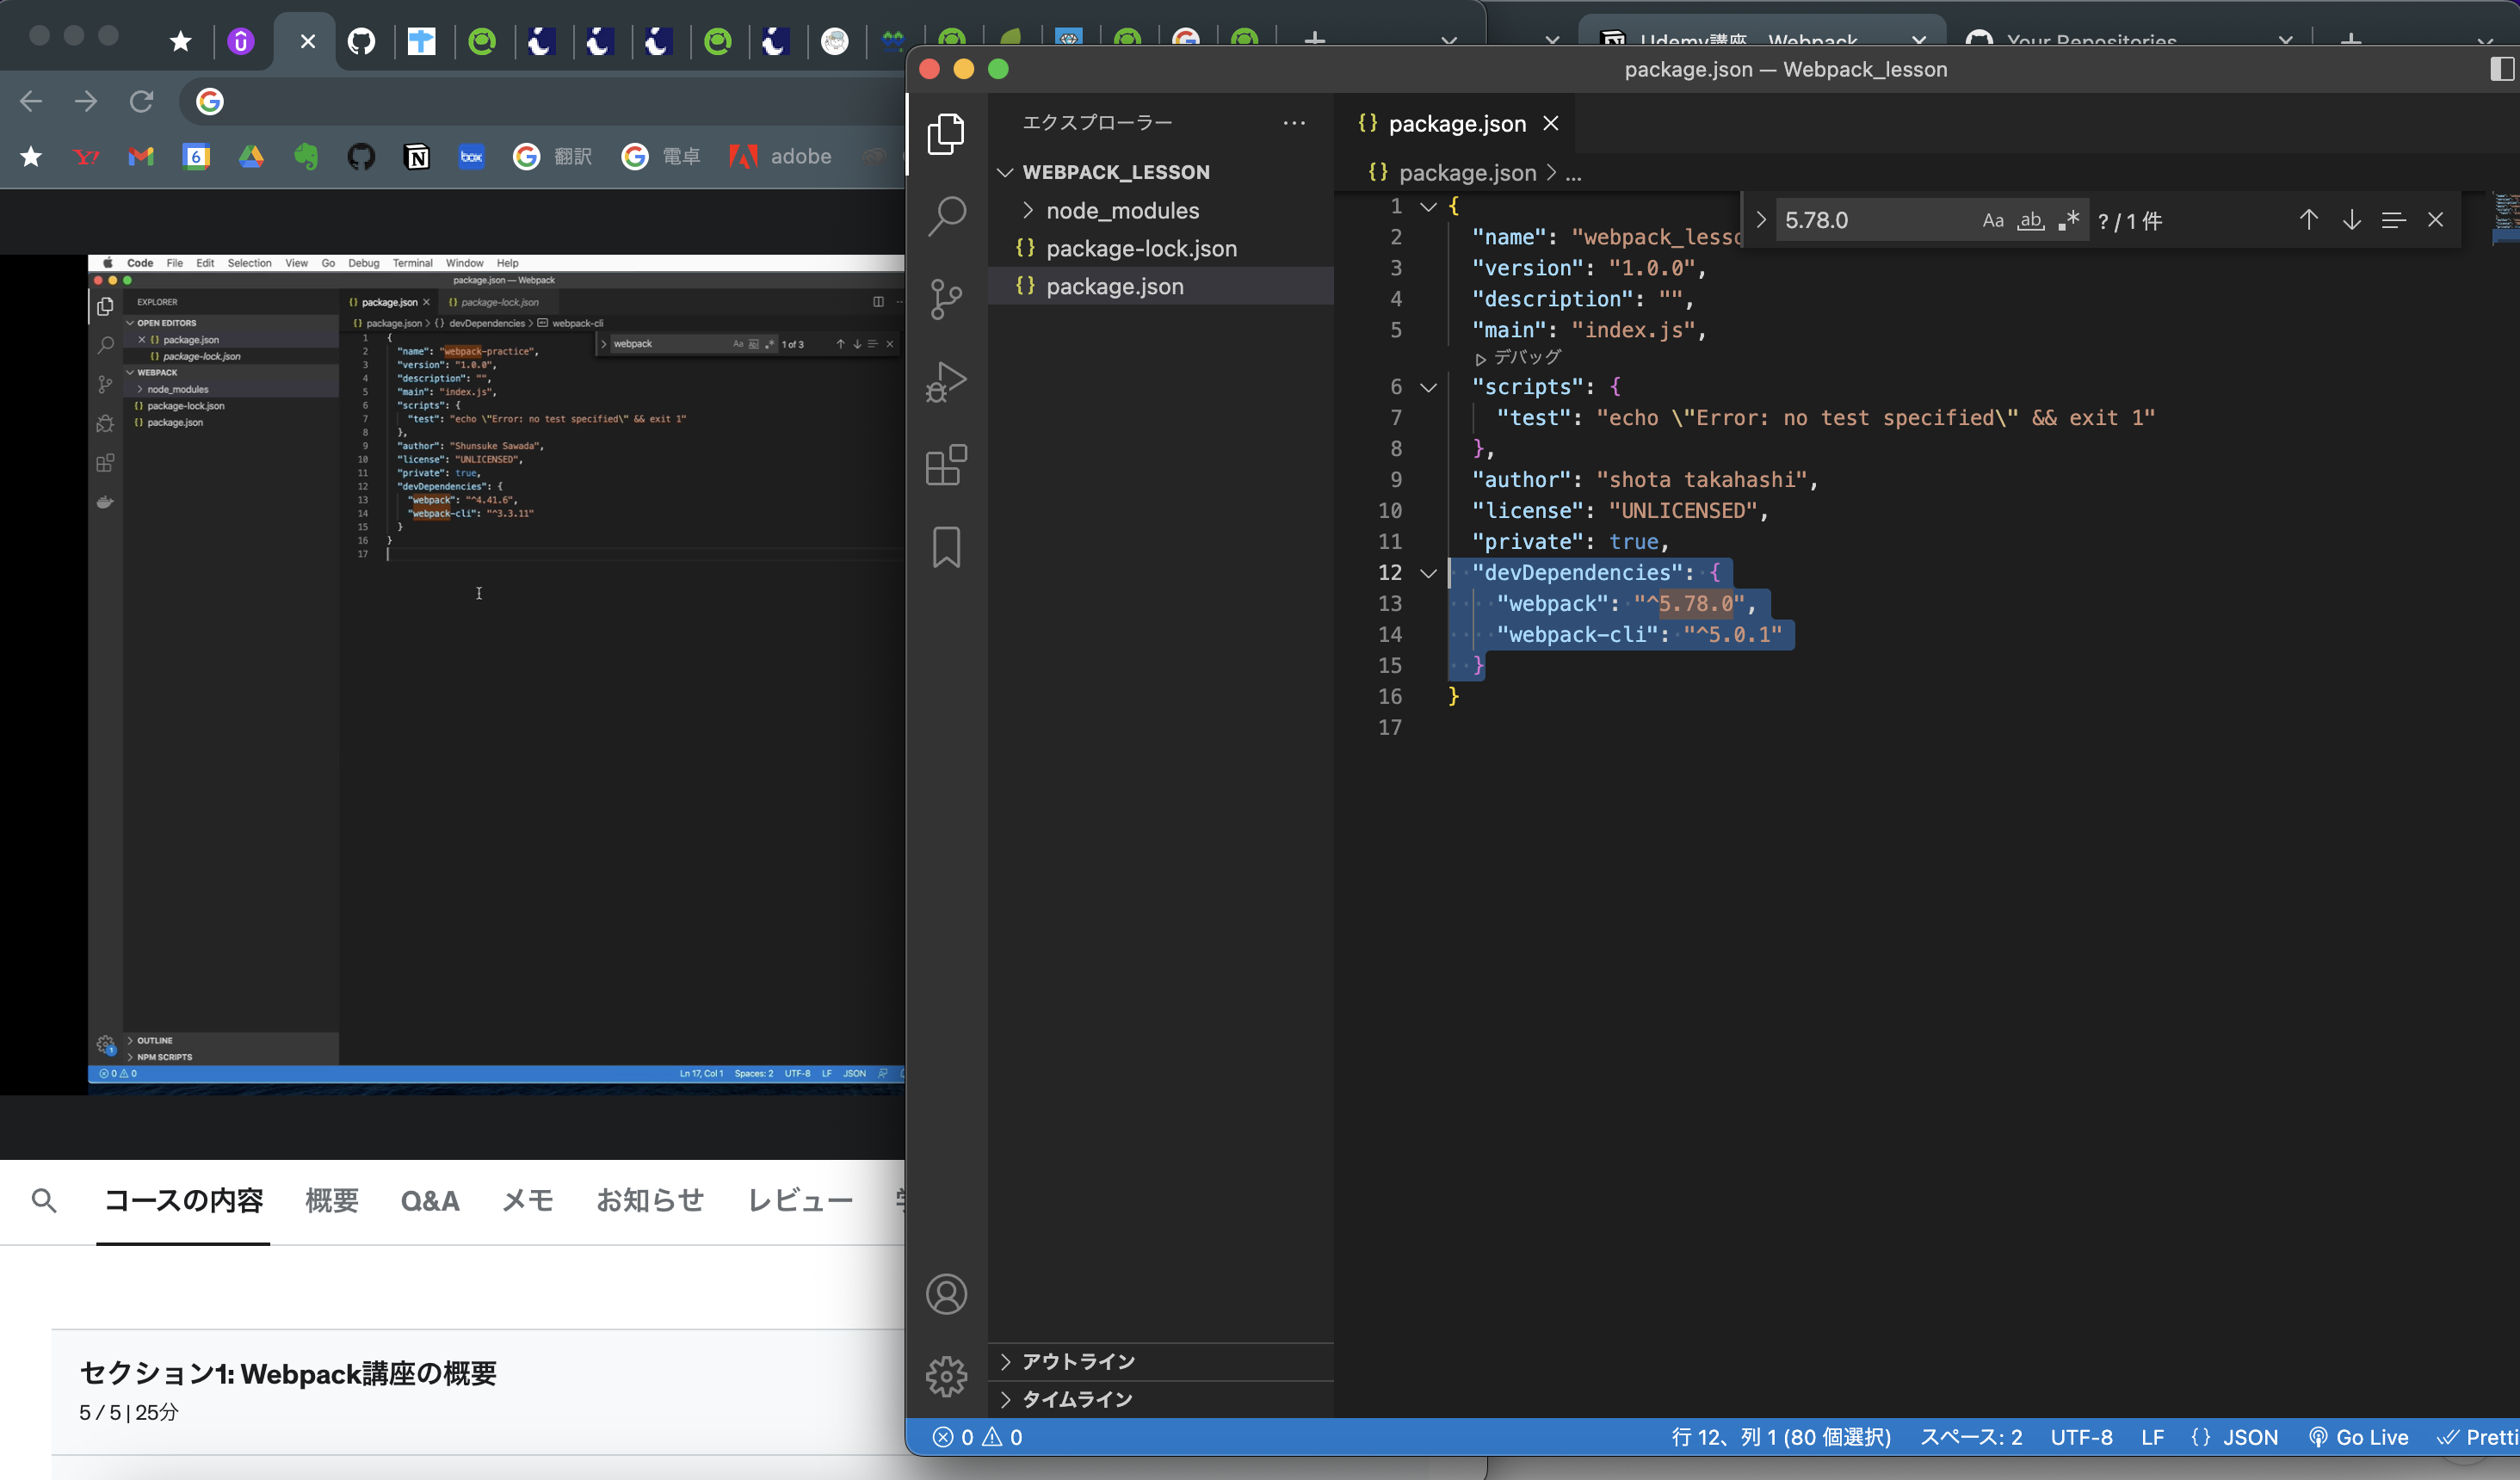 Udemy講座 Webpack
Your Repositories
翻訳
電卓
adobe
Code File Edit Selection View Go Debug Terminal Window Help
package.json — Webpack
EXPLORER
OPEN EDITORS
package.json
package-lock.json
WEBPACK
node_modules
package-lock.json
package.json
OUTLINE
NPM SCRIPTS
package.json
package-lock.json
package.json > {} devDependencies > webpack-cli
webpack
Aa
1 of 3
1 {
2 "name": "webpack-practice",
3 "version": "1.0.0",
4 "description": "",
5 "main": "index.js",
6 "scripts": {
7 "test": "echo \"Error: no test specified\" && exit 1"
8 },
9 "author": "Shunsuke Sawada",
10 "license": "UNLICENSED",
11 "private": true,
12 "devDependencies": {
13 "webpack": "^4.41.6",
14 "webpack-cli": "^3.3.11"
15 }
16 }
17
0 0
Ln 17, Col 1 Spaces: 2 UTF-8 LF JSON
コースの内容 概要 Q&A メモ お知らせ レビュー
セクション1: Webpack講座の概要
5 / 5 | 25分
package.json — Webpack_lesson
エクスプローラー
WEBPACK_LESSON
node_modules
{} package-lock.json
{} package.json
アウトライン
タイムライン
{} package.json
{} package.json > ...
5.78.0
Aa ab
? / 1 件
1 {
2 "name": "webpack_lesso
3 "version": "1.0.0",
4 "description": "",
5 "main": "index.js",
デバッグ
6 "scripts": {
7 "test": "echo \"Error: no test specified\" && exit 1"
8 },
9 "author": "shota takahashi",
10 "license": "UNLICENSED",
11 "private": true,
12 "devDependencies": {
13 "webpack": "^5.78.0",
14 "webpack-cli": "^5.0.1"
15 }
16 }
17
0 0
行 12、列 1 (80 個選択) スペース: 2 UTF-8 LF {} JSON Go Live Pretti